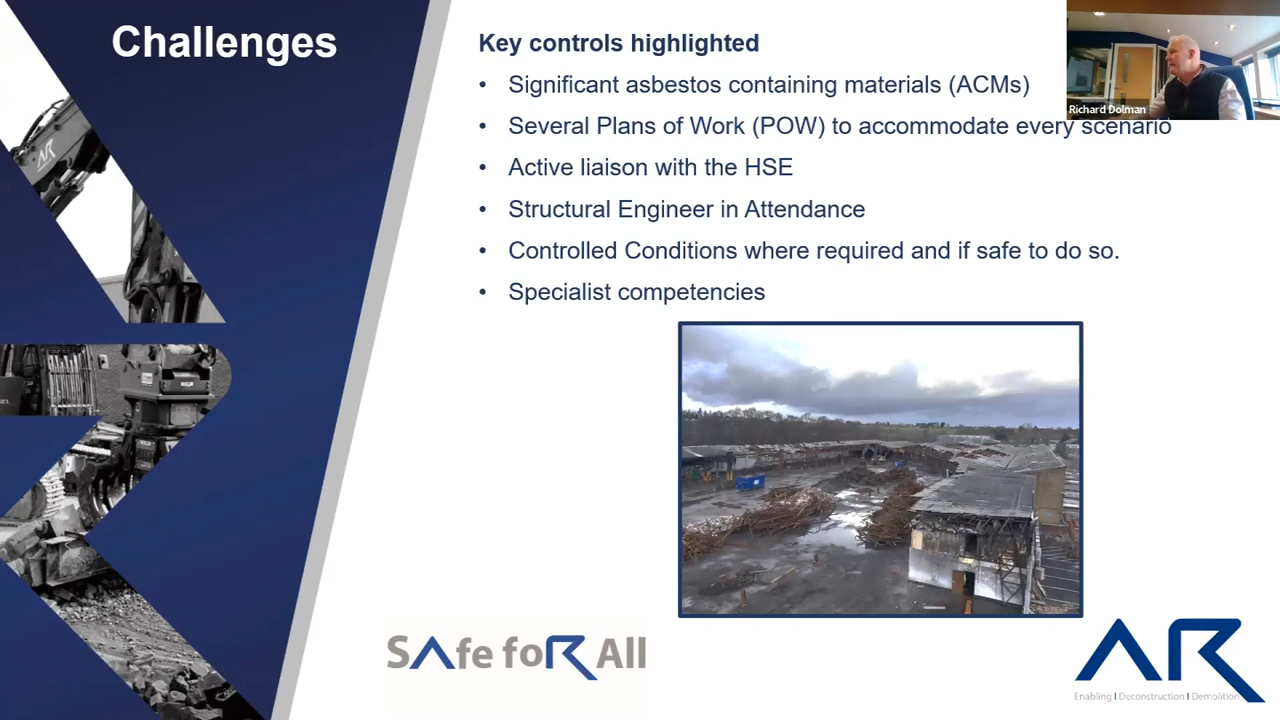 Challenges
Key controls highlighted
• Significant asbestos containing materials (ACMs)
• Several Plans of Work (POW) to accommodate every scenario
• Active liaison with the HSE
• Structural Engineer in Attendance
• Controlled Conditions where required and if safe to do so.
• Specialist competencies
Richard Dolman
AR
SAfe foR All
AR
Enabling | Deconstruction | Demolition